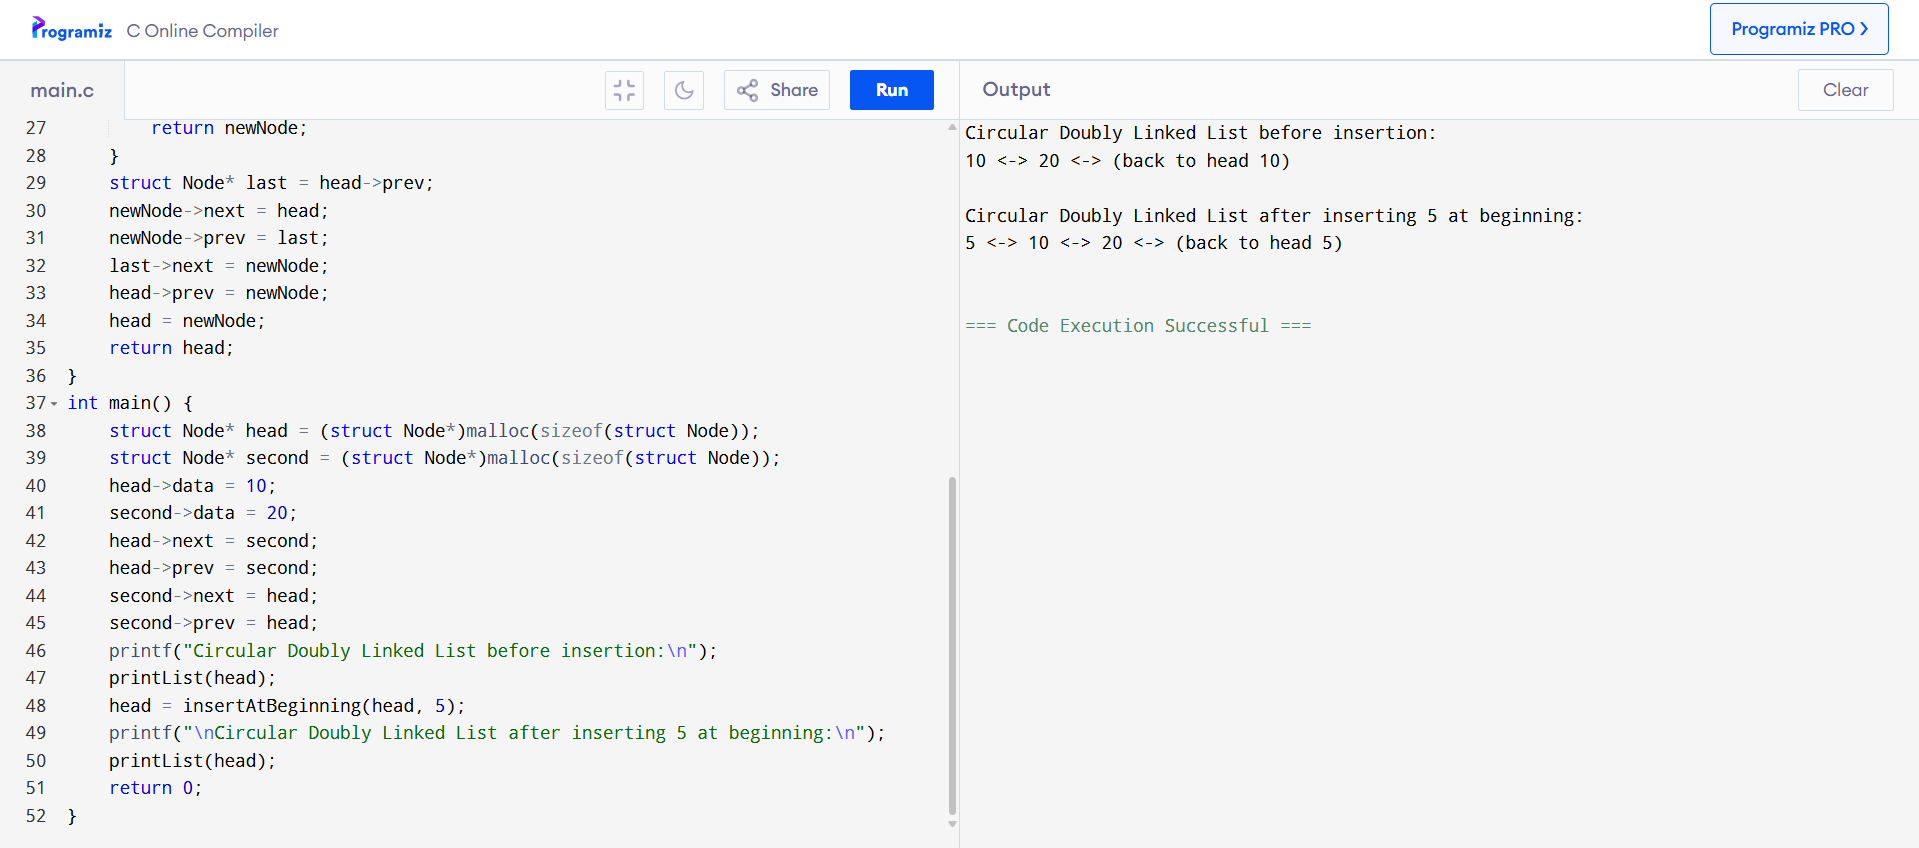 Programiz C Online Compiler
Programiz PRO >
main.c
Share
Run
Output
Clear
27 return newNode;
28 }
29 struct Node* last = head->prev;
30 newNode->next = head;
31 newNode->prev = last;
32 last->next = newNode;
33 head->prev = newNode;
34 head = newNode;
35 return head;
36 }
37 int main() {
38 struct Node* head = (struct Node*)malloc(sizeof(struct Node));
39 struct Node* second = (struct Node*)malloc(sizeof(struct Node));
40 head->data = 10;
41 second->data = 20;
42 head->next = second;
43 head->prev = second;
44 second->next = head;
45 second->prev = head;
46 printf("Circular Doubly Linked List before insertion:\n");
47 printList(head);
48 head = insertAtBeginning(head, 5);
49 printf("\nCircular Doubly Linked List after inserting 5 at beginning:\n");
50 printList(head);
51 return 0;
52 }
Circular Doubly Linked List before insertion:
10 <-> 20 <-> (back to head 10)
Circular Doubly Linked List after inserting 5 at beginning:
5 <-> 10 <-> 20 <-> (back to head 5)
=== Code Execution Successful ===